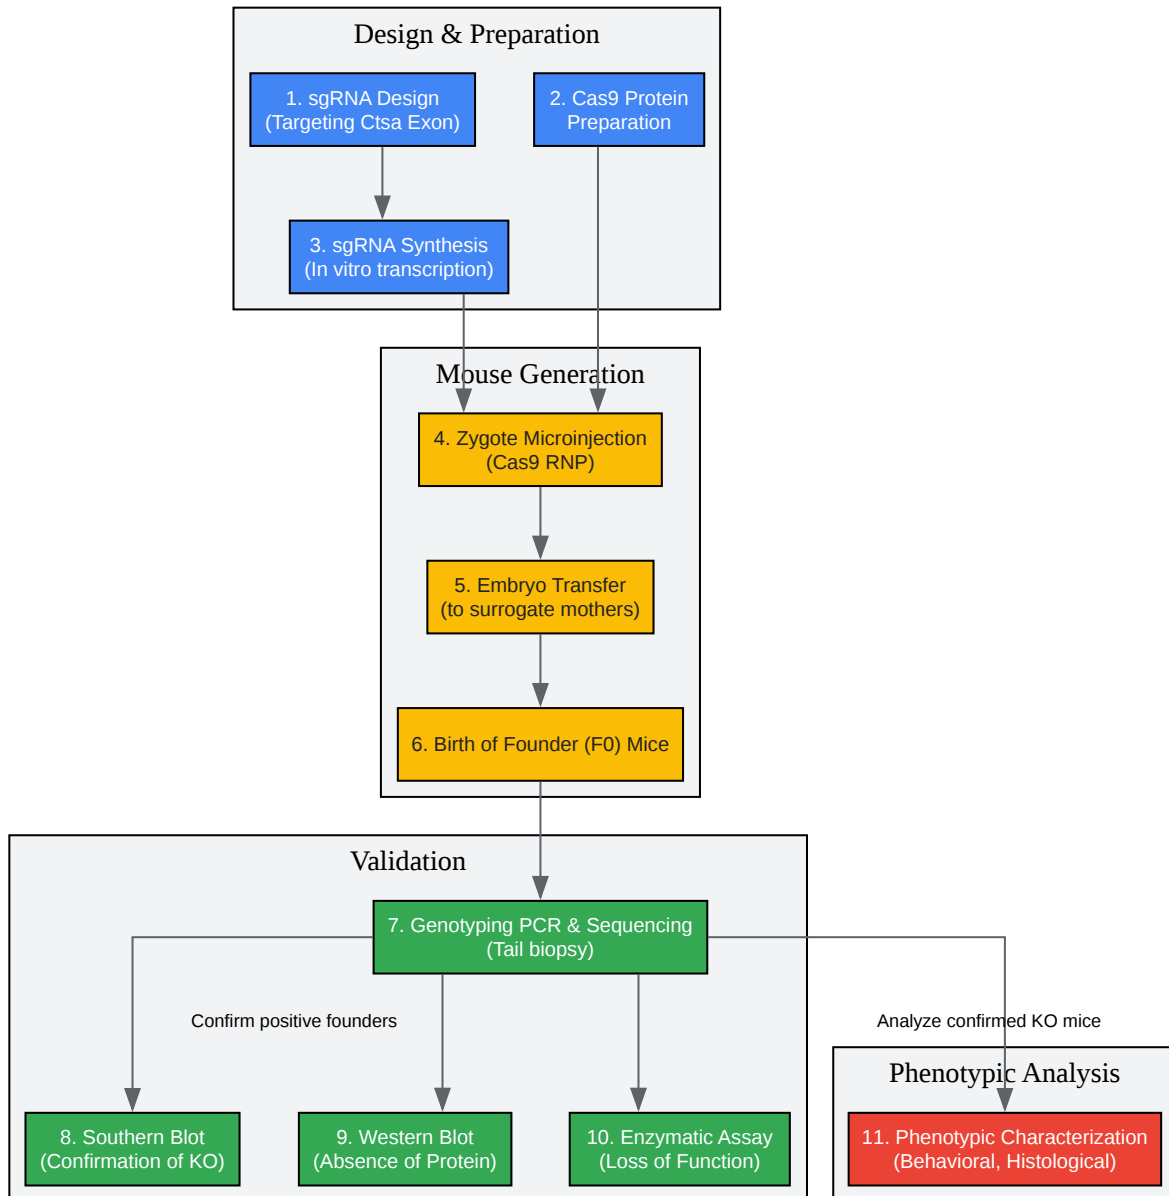 Design & Preparation
1. sgRNA Design
(Targeting Ctsa Exon)
2. Cas9 Protein
Preparation
3. sgRNA Synthesis
(In vitro transcription)
Mouse Generation
4. Zygote Microinjection
(Cas9 RNP)
5. Embryo Transfer
(to surrogate mothers)
6. Birth of Founder (F0) Mice
Validation
7. Genotyping PCR & Sequencing
(Tail biopsy)
Confirm positive founders
Analyze confirmed KO mice
8. Southern Blot
(Confirmation of KO)
9. Western Blot
(Absence of Protein)
10. Enzymatic Assay
(Loss of Function)
Phenotypic Analysis
11. Phenotypic Characterization
(Behavioral, Histological)